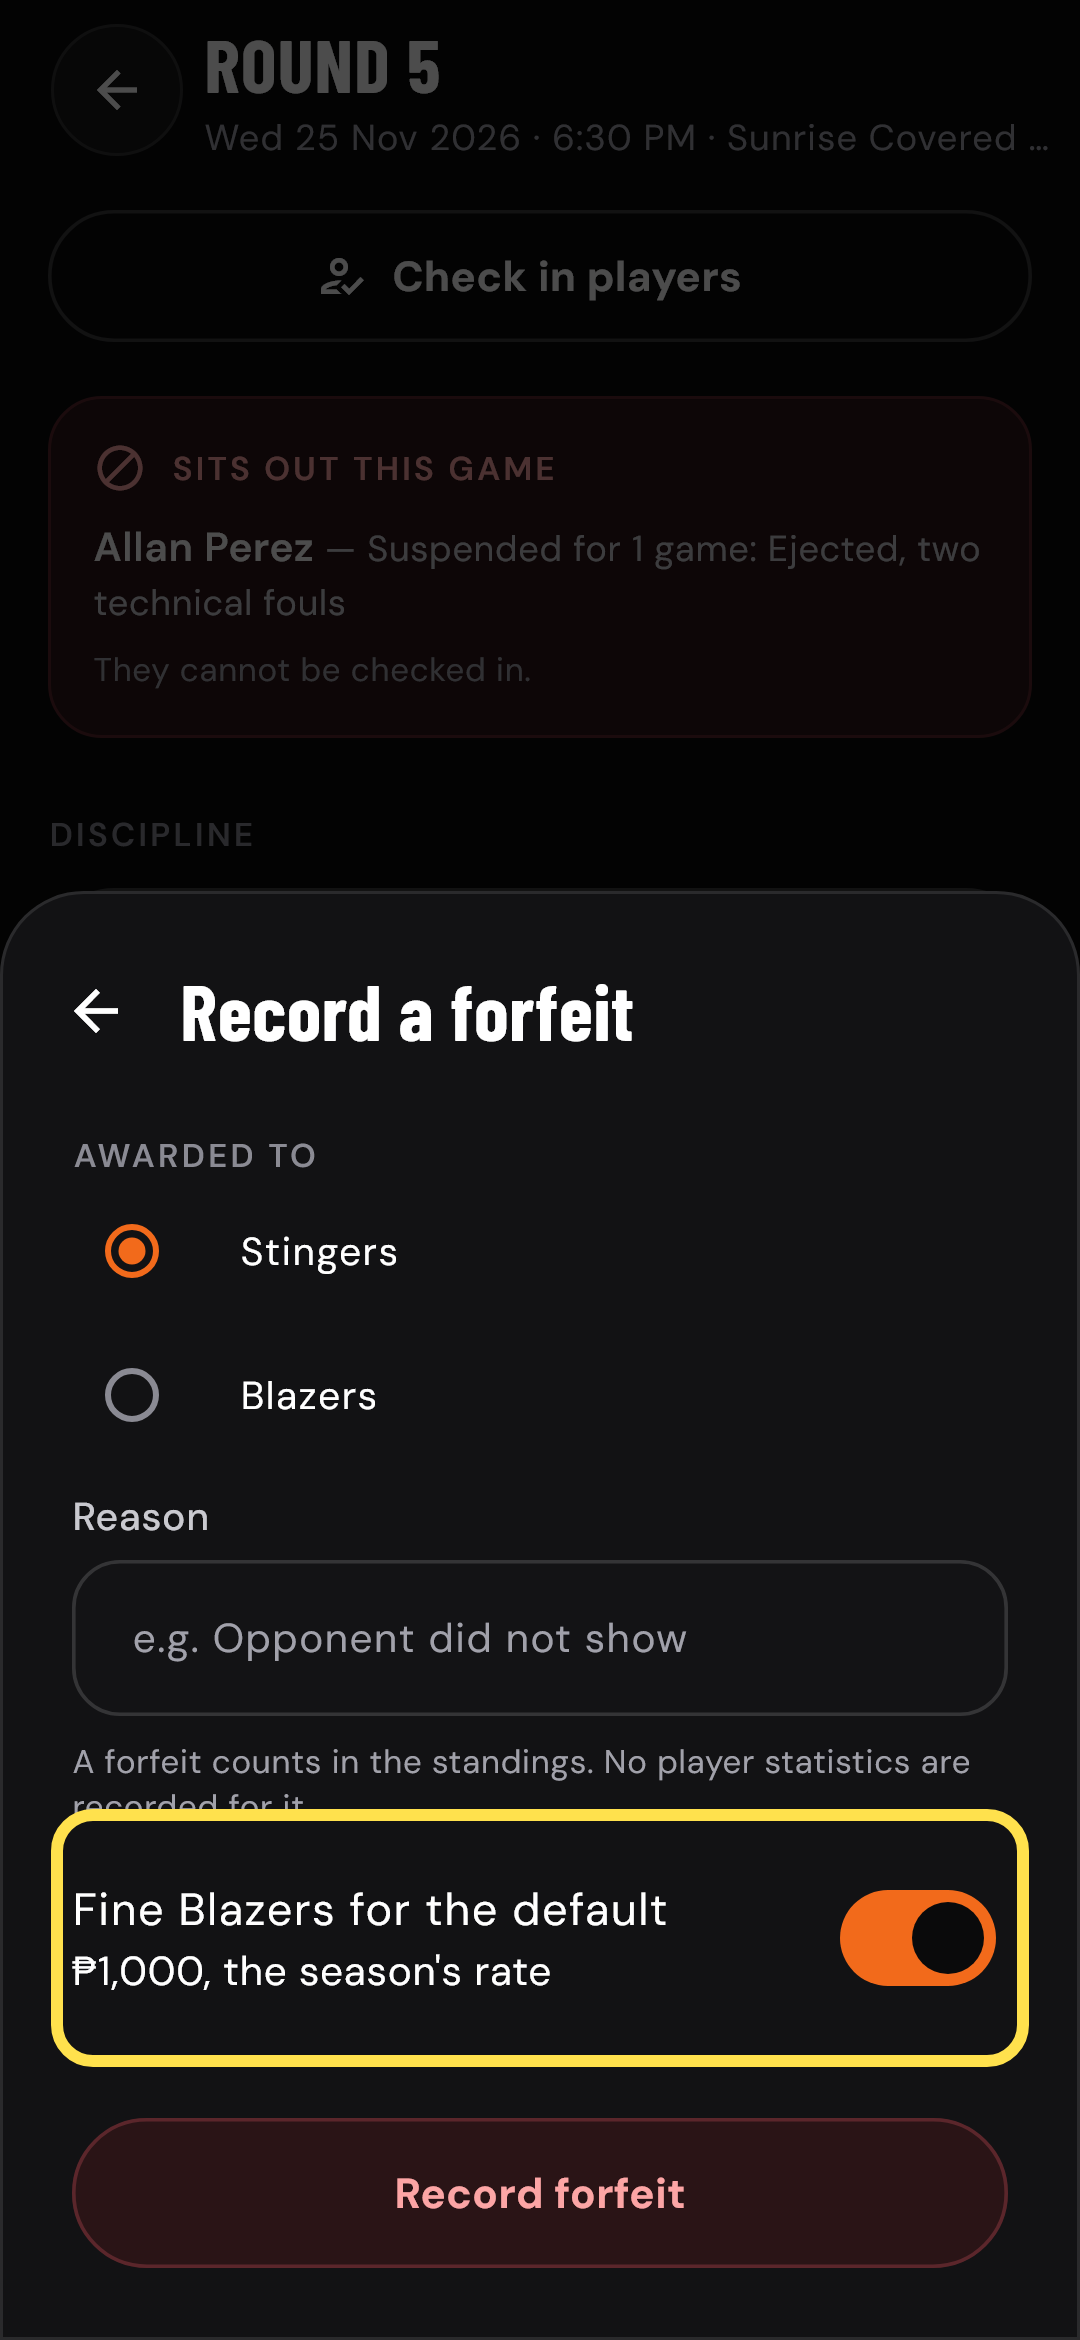 ROUND 5
Wed 25 Nov 2026 · 6:30 PM · Sunrise Covered ...
Check in players
SITS OUT THIS GAME
Allan Perez — Suspended for 1 game: Ejected, two
technical fouls
They cannot be checked in.
DISCIPLINE
Record a forfeit
AWARDED TO
Stingers
Blazers
Reason
e.g. Opponent did not show
A forfeit counts in the standings. No player statistics are
recorded for it.
Fine Blazers for the default
₱1,000, the season's rate
Record forfeit